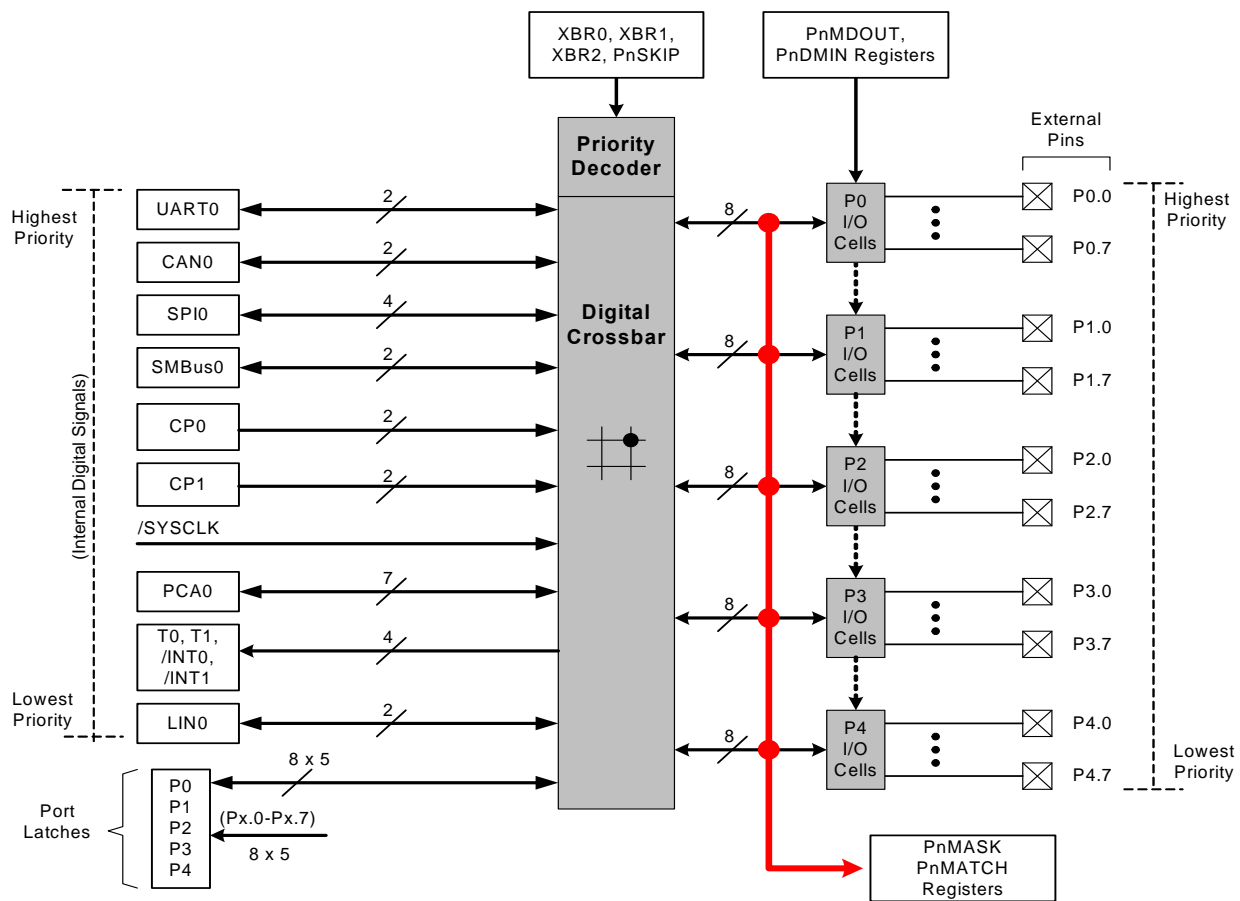 XBR0, XBR1,
XBR2, PnSKIP
PnMDOUT,
PnDMIN Registers
External
Pins
Priority
Decoder
Highest
Priority
(Internal Digital Signals)
Lowest
Priority
UART0
2
CAN0
2
SPI0
4
SMBus0
2
CP0
2
CP1
2
/SYSCLK
PCA0
7
T0, T1,
/INT0,
/INT1
4
LIN0
2
Port
Latches
P0
P1
P2
P3
P4
8 x 5
(Px.0-Px.7)
8 x 5
Digital
Crossbar
8
P0
I/O
Cells
P0.0
P0.7
8
P1
I/O
Cells
P1.0
P1.7
8
P2
I/O
Cells
P2.0
P2.7
8
P3
I/O
Cells
P3.0
P3.7
8
P4
I/O
Cells
P4.0
P4.7
Highest
Priority
Lowest
Priority
PnMASK
PnMATCH
Registers